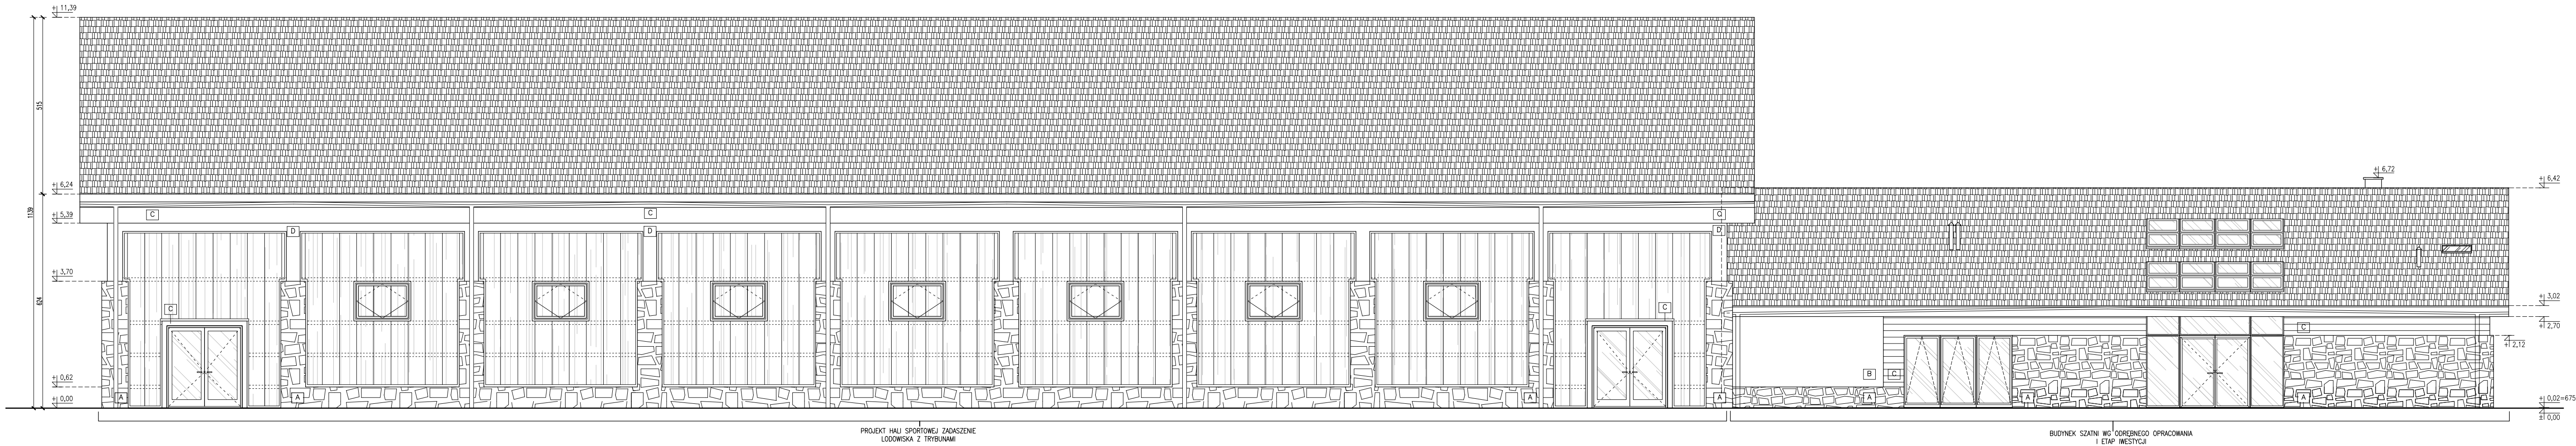 +| 11,39
515
1139
624
+| 6,24
+| 5,39
+| 3,70
+| 0,62
+| 0,00
C
C
C
D
D
D
C
C
A
A
A
A
+| 6,72
+| 6,42
+| 3,02
+| 2,70
+| 2,12
C
B
C
A
A
A
+| 0,02=675
±| 0,00
PROJEKT HALI SPORTOWEJ ZADASZENIE
LODOWISKA Z TRYBUNAMI
BUDYNEK SZATNI WG ODRĘBNEGO OPRACOWANIA
I ETAP IWESTYCJI